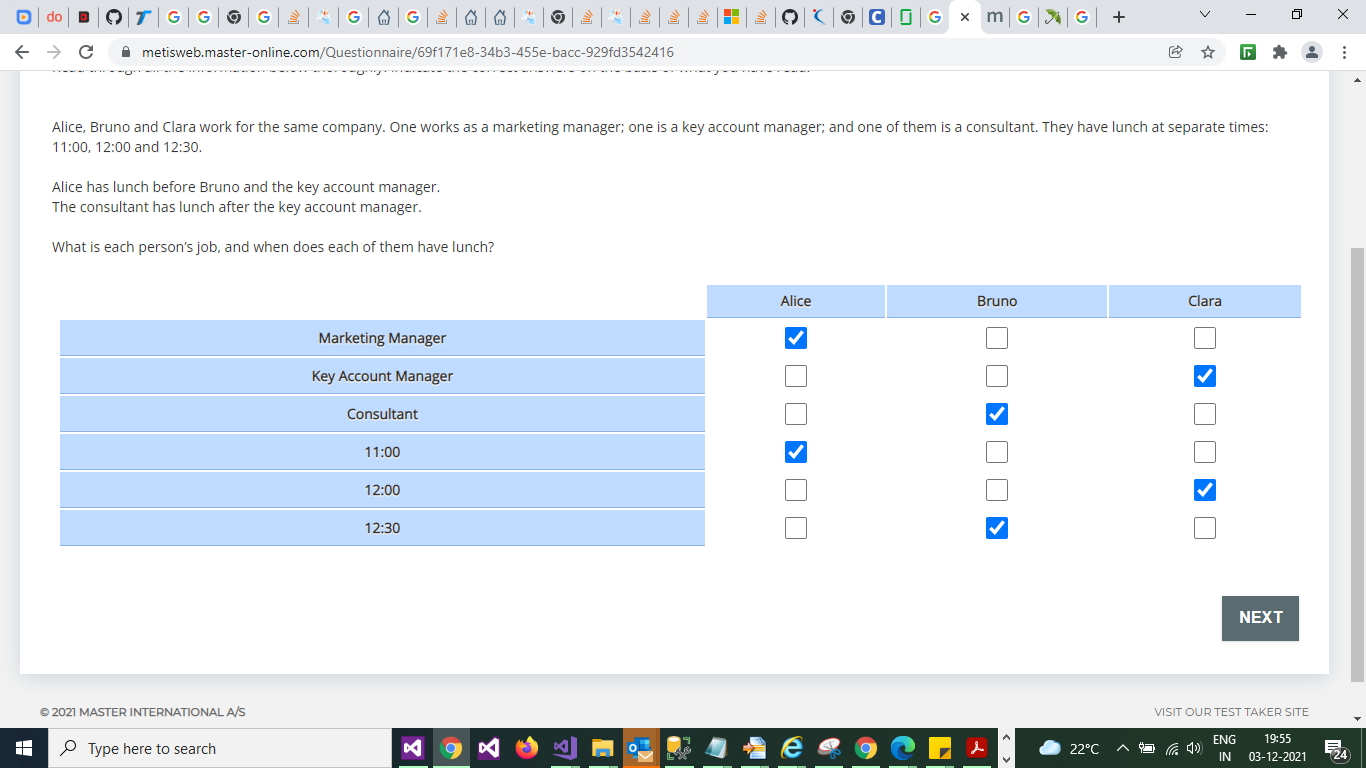 metisweb.master-online.com/Questionnaire/69f171e8-34b3-455e-bacc-929fd3542416
Alice, Bruno and Clara work for the same company. One works as a marketing manager; one is a key account manager; and one of them is a consultant. They have lunch at separate times:
11:00, 12:00 and 12:30.
Alice has lunch before Bruno and the key account manager.
The consultant has lunch after the key account manager.
What is each person's job, and when does each of them have lunch?
Alice Bruno Clara
Marketing Manager
Key Account Manager
Consultant
11:00
12:00
12:30
NEXT
© 2021 MASTER INTERNATIONAL A/S VISIT OUR TEST TAKER SITE
Type here to search
22°C
ENG
IN
19:55
03-12-2021
24